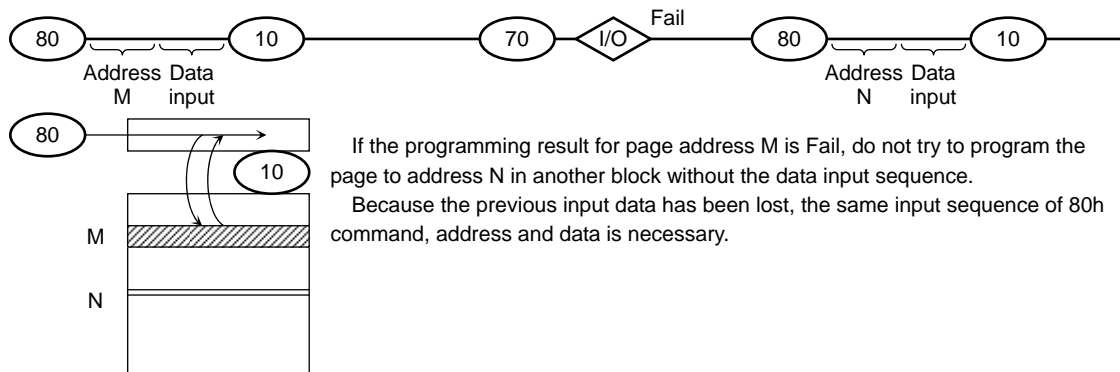 Fail
80 10 70 I/O 80 10
Address Data Address Data
M input N input
80
If the programming result for page address M is Fail, do not try to program the
10
page to address N in another block without the data input sequence.
Because the previous input data has been lost, the same input sequence of 80h
command, address and data is necessary.
M
N